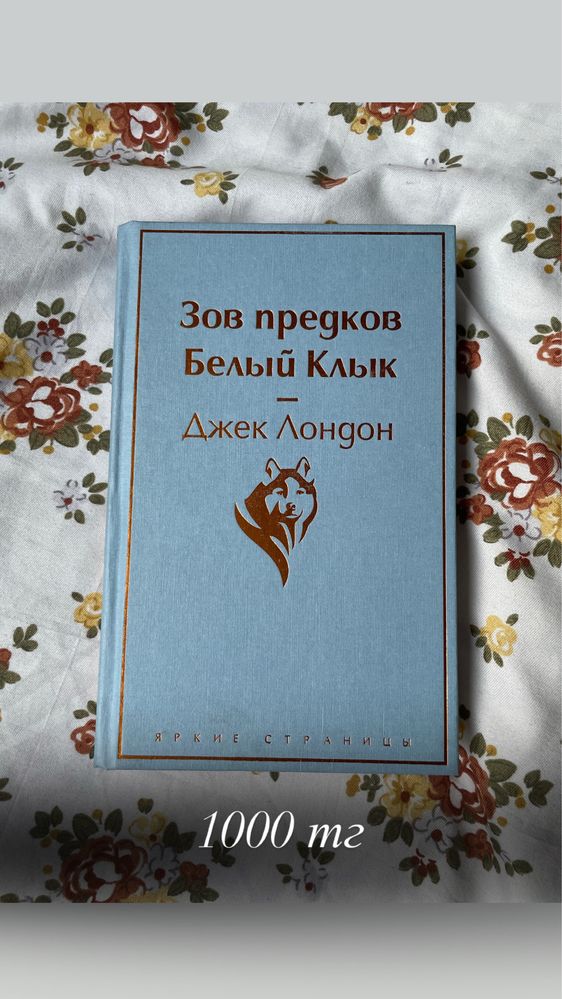 Зов предков
Белый Клык
–
Джек Лондон
ЯРКИЕ СТРАНИЦЫ
1000 тг